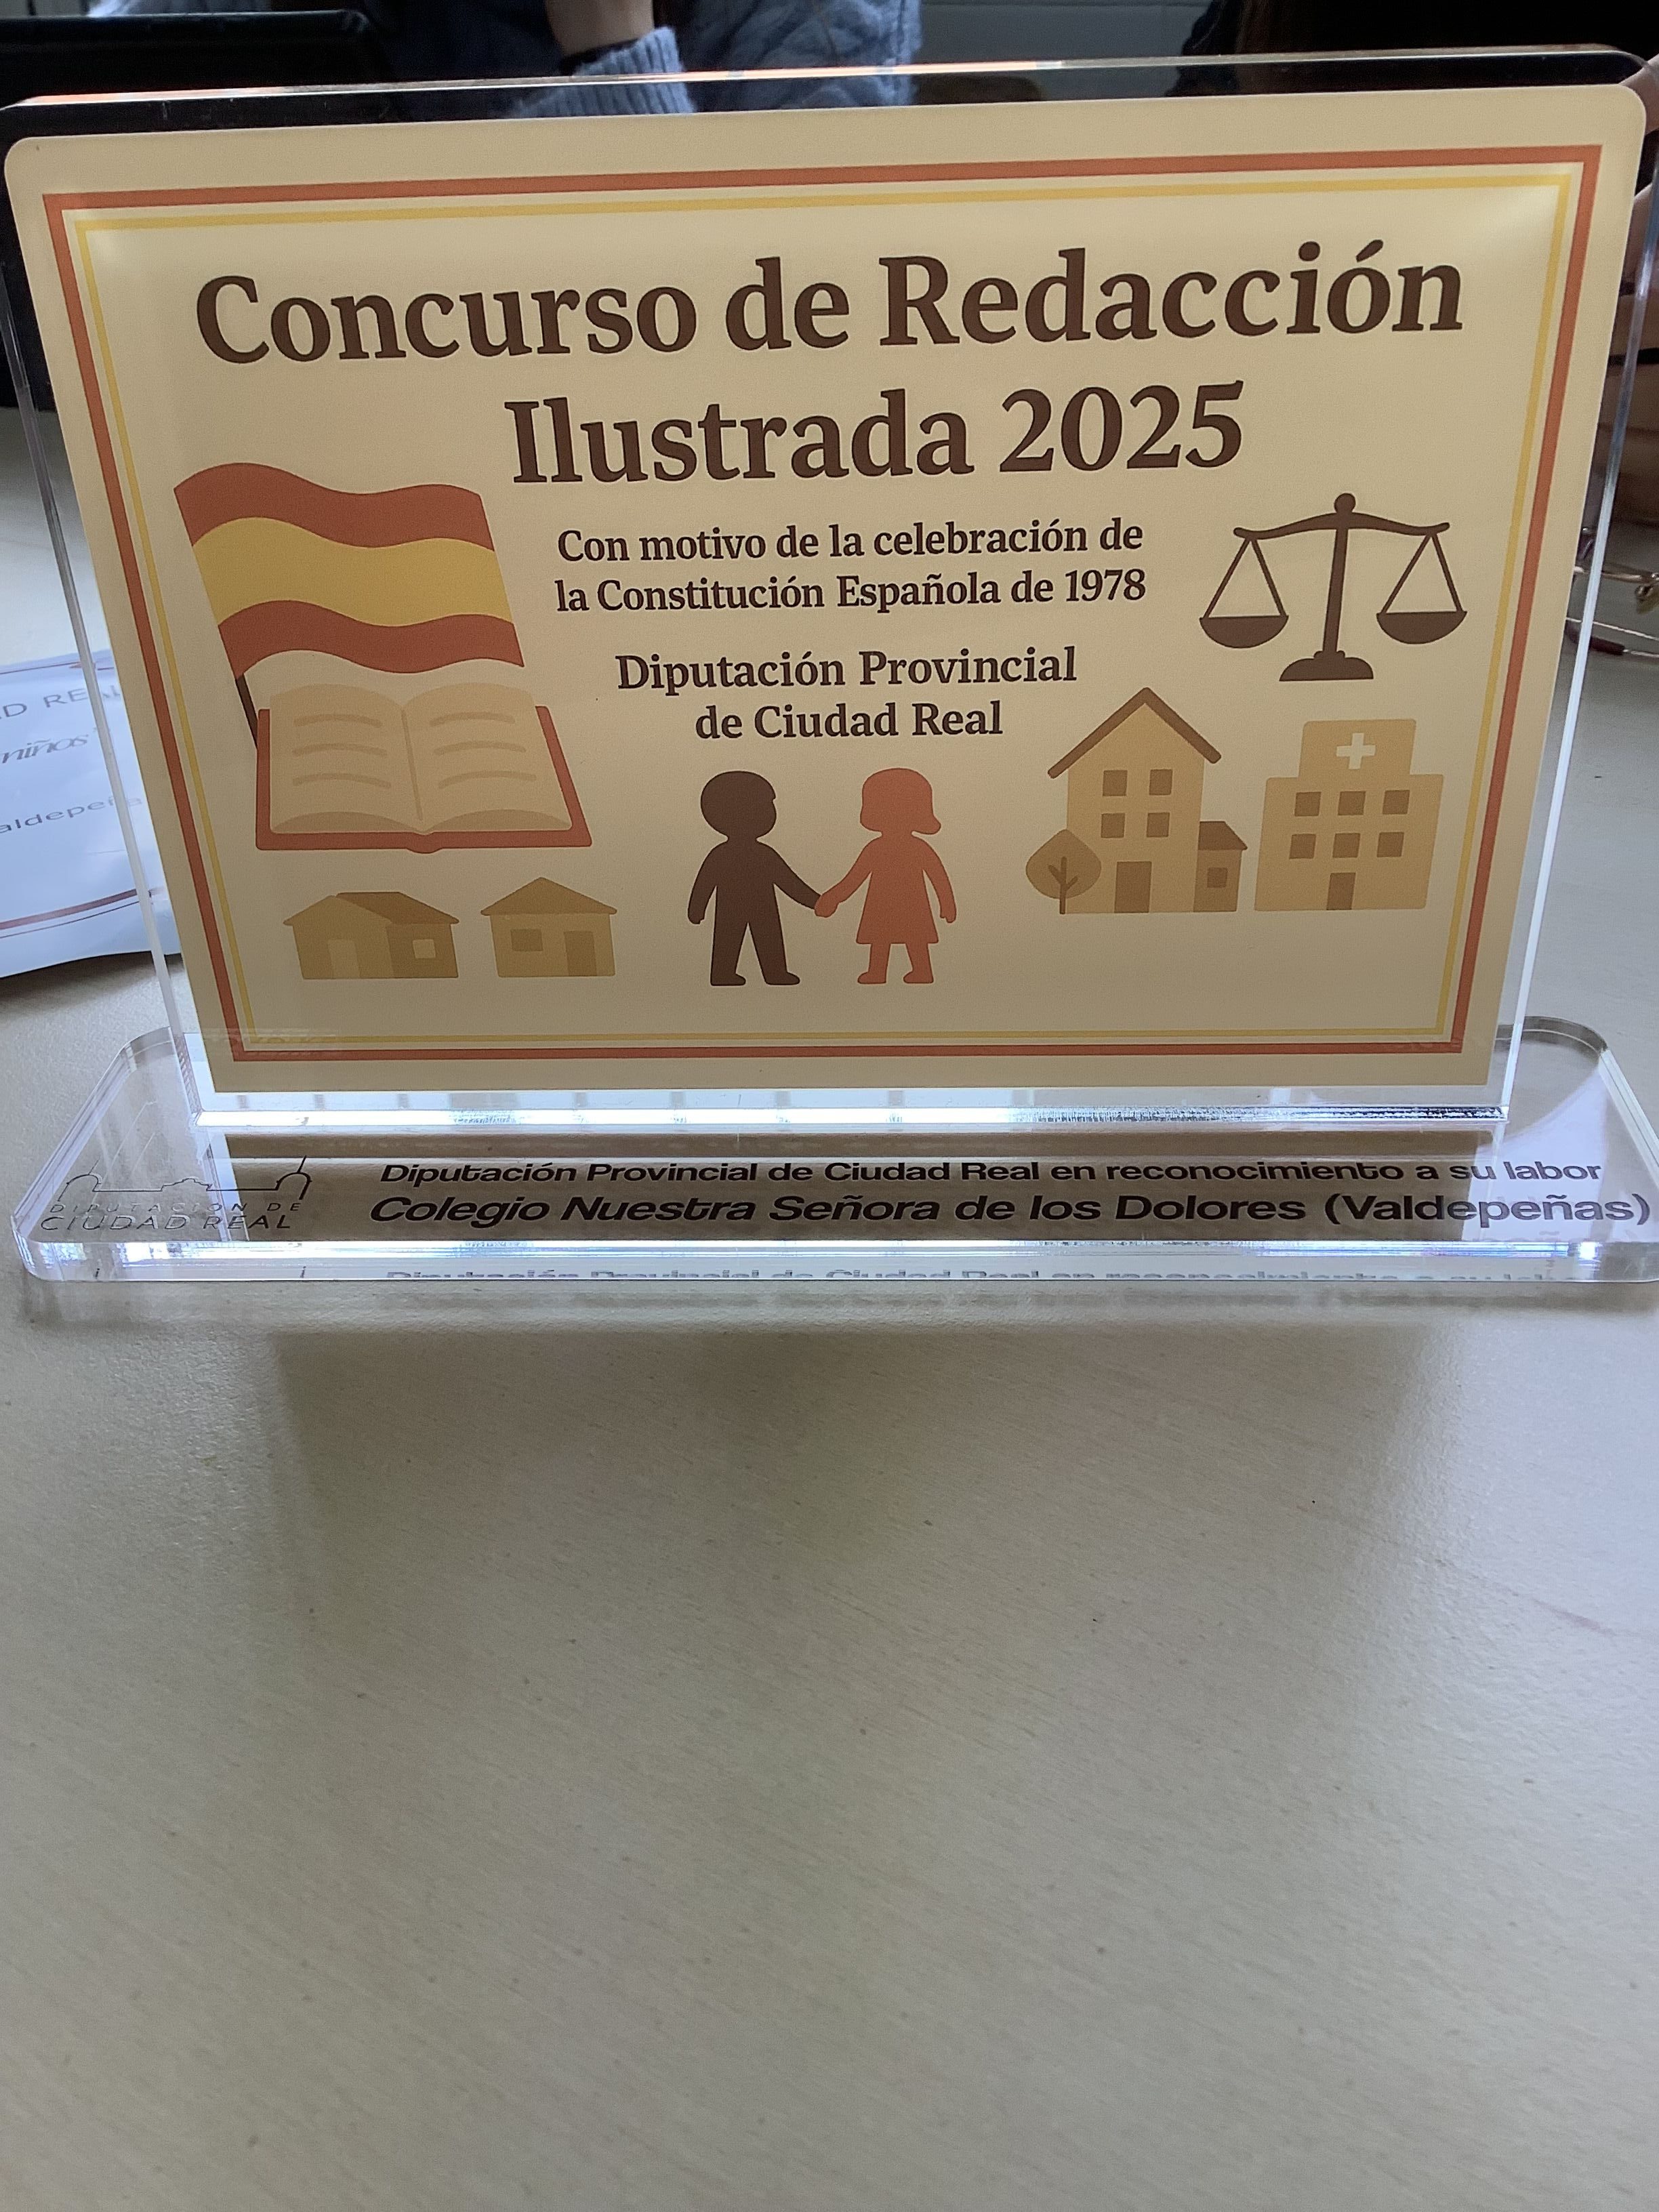 Concurso de Redacción
Ilustrada 2025
Con motivo de la celebración de
la Constitución Española de 1978
Diputación Provincial
de Ciudad Real
niños
DIPUTACIÓN DE
CIUDAD REAL
Diputación Provincial de Ciudad Real en reconocimiento a su labor
Colegio Nuestra Señora de los Dolores (Valdepeñas)